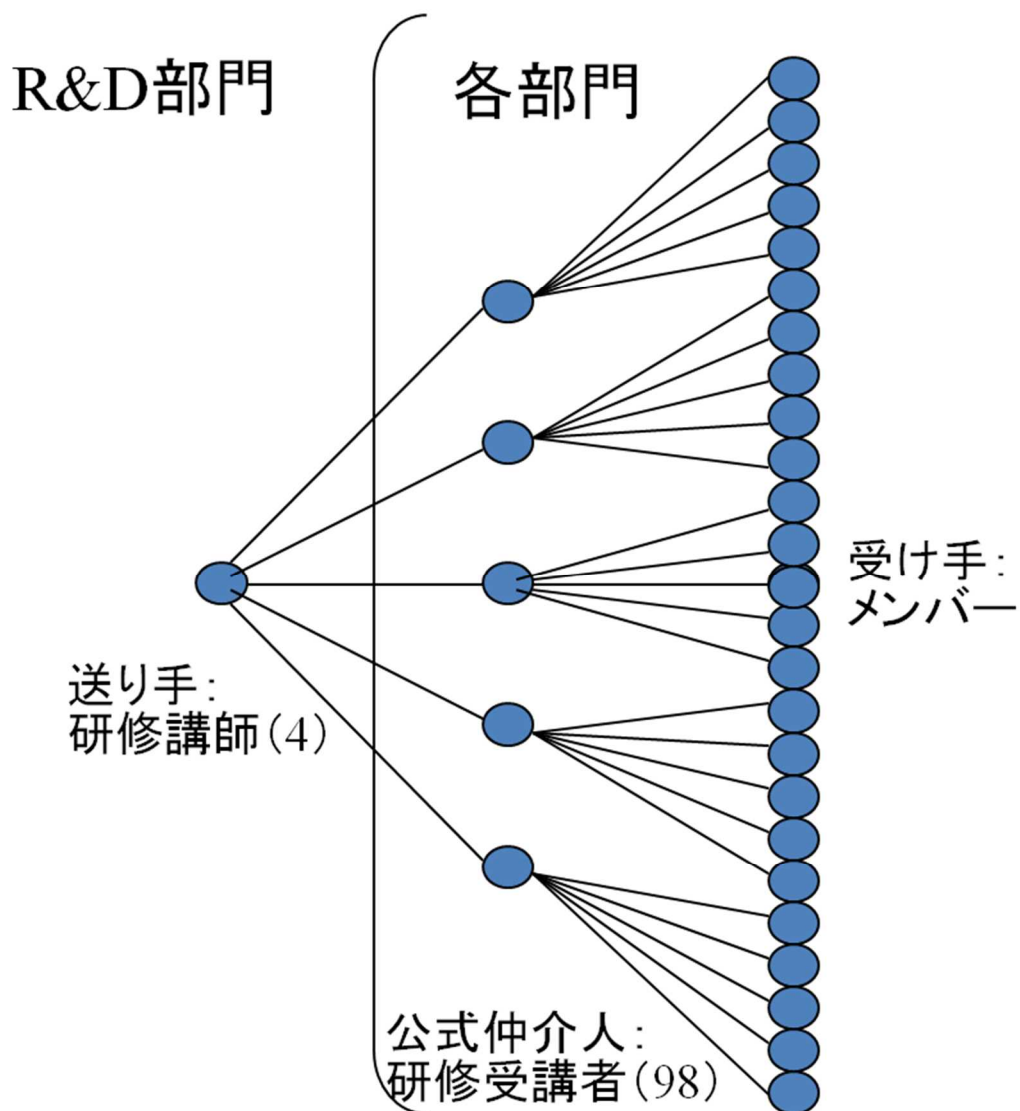 R&D部門
各部門
受け手：
メンバー
送り手：
研修講師（4）
公式仲介人：
研修受講者（98）